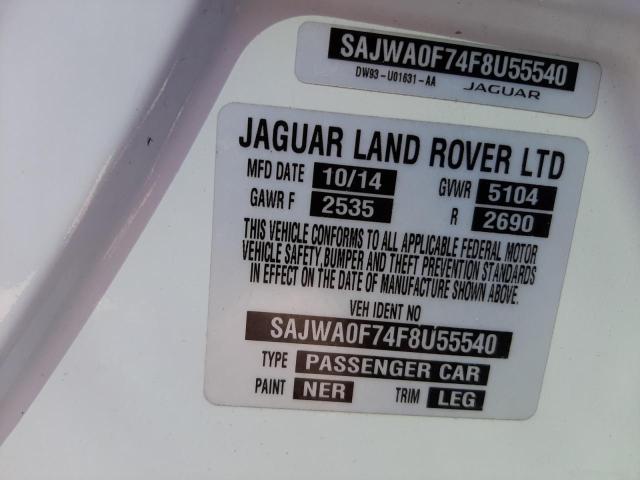 SAJWA0F74F8U55540
DW93-U01631-AA JAGUAR
JAGUAR LAND ROVER LTD
MFD DATE 10/14 GVWR 5104
GAWR F 2535 R 2690
THIS VEHICLE CONFORMS TO ALL APPLICABLE FEDERAL MOTOR
VEHICLE SAFETY, BUMPER AND THEFT PREVENTION STANDARDS
IN EFFECT ON THE DATE OF MANUFACTURE SHOWN ABOVE.
VEH IDENT NO
SAJWA0F74F8U55540
TYPE PASSENGER CAR
PAINT NER TRIM LEG